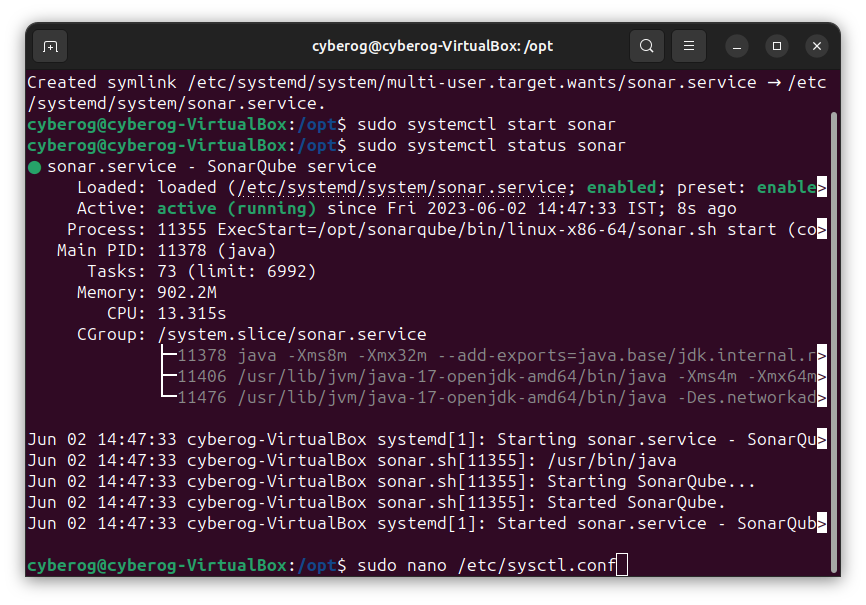 cyberog@cyberog-VirtualBox: /opt
Created symlink /etc/systemd/system/multi-user.target.wants/sonar.service → /etc
/systemd/system/sonar.service.
cyberog@cyberog-VirtualBox:/opt$ sudo systemctl start sonar
cyberog@cyberog-VirtualBox:/opt$ sudo systemctl status sonar
● sonar.service - SonarQube service
     Loaded: loaded (/etc/systemd/system/sonar.service; enabled; preset: enable>
     Active: active (running) since Fri 2023-06-02 14:47:33 IST; 8s ago
    Process: 11355 ExecStart=/opt/sonarqube/bin/linux-x86-64/sonar.sh start (co>
   Main PID: 11378 (java)
      Tasks: 73 (limit: 6992)
     Memory: 902.2M
        CPU: 13.315s
     CGroup: /system.slice/sonar.service
             ├─11378 java -Xms8m -Xmx32m --add-exports=java.base/jdk.internal.r>
             ├─11406 /usr/lib/jvm/java-17-openjdk-amd64/bin/java -Xms4m -Xmx64m>
             └─11476 /usr/lib/jvm/java-17-openjdk-amd64/bin/java -Des.networkad>
Jun 02 14:47:33 cyberog-VirtualBox systemd[1]: Starting sonar.service - SonarQu>
Jun 02 14:47:33 cyberog-VirtualBox sonar.sh[11355]: /usr/bin/java
Jun 02 14:47:33 cyberog-VirtualBox sonar.sh[11355]: Starting SonarQube...
Jun 02 14:47:33 cyberog-VirtualBox sonar.sh[11355]: Started SonarQube.
Jun 02 14:47:33 cyberog-VirtualBox systemd[1]: Started sonar.service - SonarQub>
cyberog@cyberog-VirtualBox:/opt$ sudo nano /etc/sysctl.conf